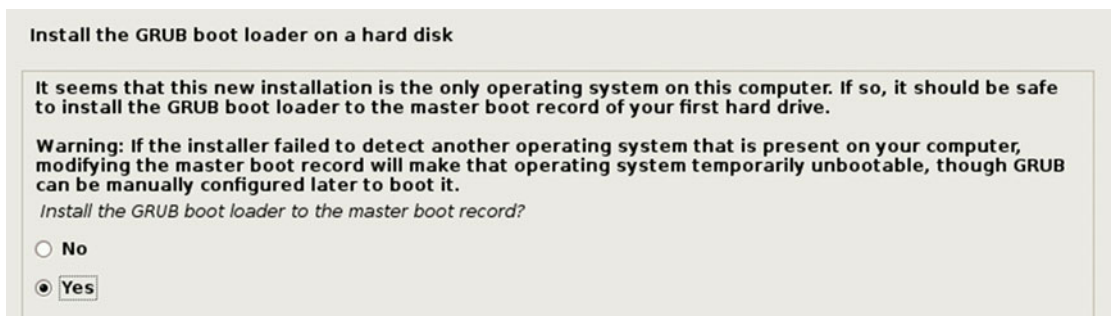 Install the GRUB boot loader on a hard disk
It seems that this new installation is the only operating system on this computer. If so, it should be safe
to install the GRUB boot loader to the master boot record of your first hard drive.
Warning: If the installer failed to detect another operating system that is present on your computer,
modifying the master boot record will make that operating system temporarily unbootable, though GRUB
can be manually configured later to boot it.
Install the GRUB boot loader to the master boot record?
No
Yes